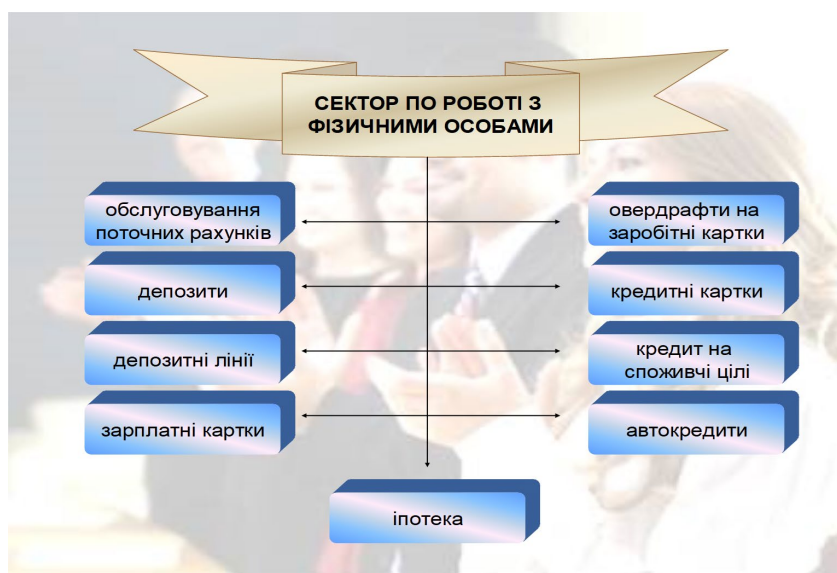 СЕКТОР ПО РОБОТІ З
ФІЗИЧНИМИ ОСОБАМИ
обслуговування
поточних рахунків
депозити
депозитні лінії
зарплатні картки
овердрафти на
заробітні картки
кредитні картки
кредит на
споживчі цілі
автокредити
іпотека